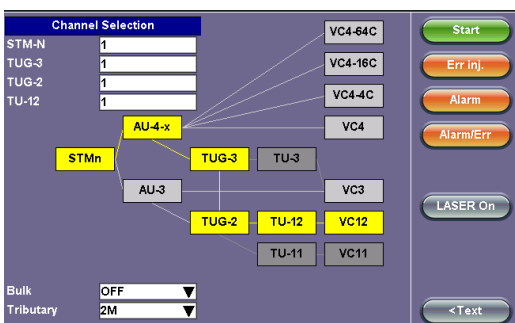 Channel Selection
STM-N 1
TUG-3 1
TUG-2 1
TU-12 1
VC4-64C
VC4-16C
VC4-4C
AU-4-x VC4
STMn TUG-3 TU-3
AU-3 VC3
TUG-2 TU-12 VC12
TU-11 VC11
Bulk OFF
Tributary 2M
Start
Err inj.
Alarm
Alarm/Err
LASER On
<Text